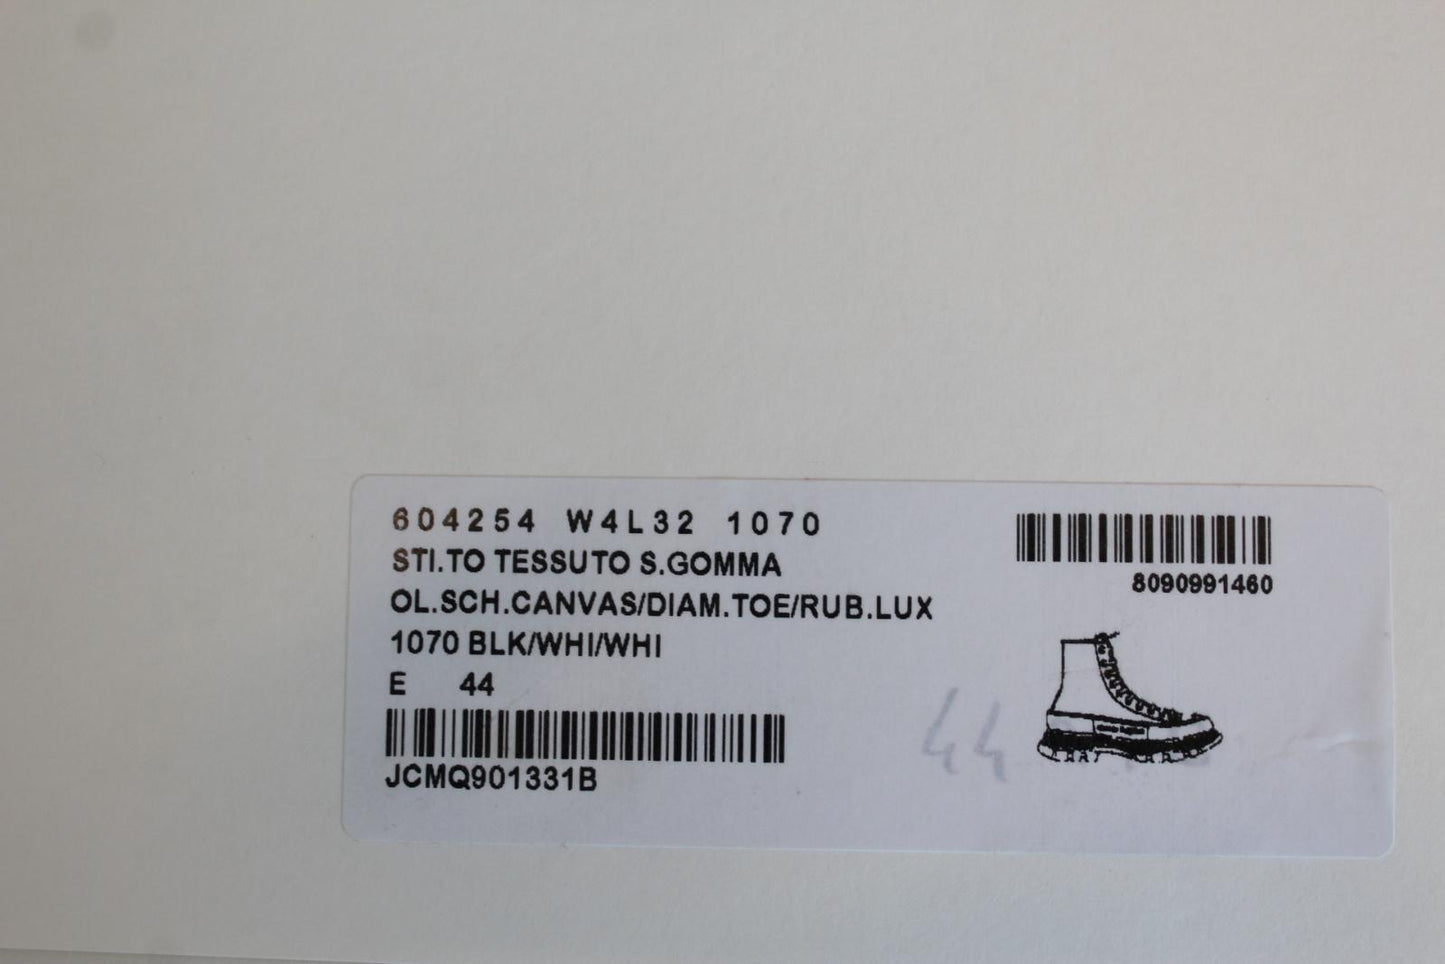 604254 W4L32 1070
STI.TO TESSUTO S.GOMMA
OL.SCH.CANVAS/DIAM.TOE/RUB.LUX
1070 BLK/WHI/WHI
E 44
JCMQ901331B
8090991460
44